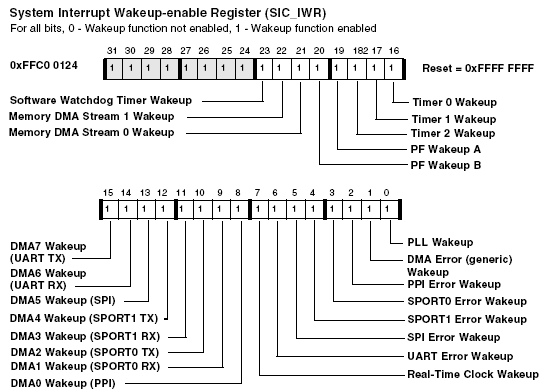 System Interrupt Wakeup-enable Register (SIC_IWR)
For all bits, 0 - Wakeup function not enabled, 1 - Wakeup function enabled
31 30 29 28 27 26 25 24 23 22 21 20 19 182 17 16
0xFFC0 0124
1 1 1 1 1 1 1 1 1 1 1 1 1 1 1 1
Reset = 0xFFFF FFFF
Software Watchdog Timer Wakeup
Memory DMA Stream 1 Wakeup
Memory DMA Stream 0 Wakeup
Timer 0 Wakeup
Timer 1 Wakeup
Timer 2 Wakeup
PF Wakeup A
PF Wakeup B
15 14 13 12 11 10 9 8 7 6 5 4 3 2 1 0
1 1 1 1 1 1 1 1 1 1 1 1 1 1 1 1
DMA7 Wakeup
(UART TX)
DMA6 Wakeup
(UART RX)
DMA5 Wakeup (SPI)
DMA4 Wakeup (SPORT1 TX)
DMA3 Wakeup (SPORT1 RX)
DMA2 Wakeup (SPORT0 TX)
DMA1 Wakeup (SPORT0 RX)
DMA0 Wakeup (PPI)
PLL Wakeup
DMA Error (generic)
Wakeup
PPI Error Wakeup
SPORT0 Error Wakeup
SPORT1 Error Wakeup
SPI Error Wakeup
UART Error Wakeup
Real-Time Clock Wakeup